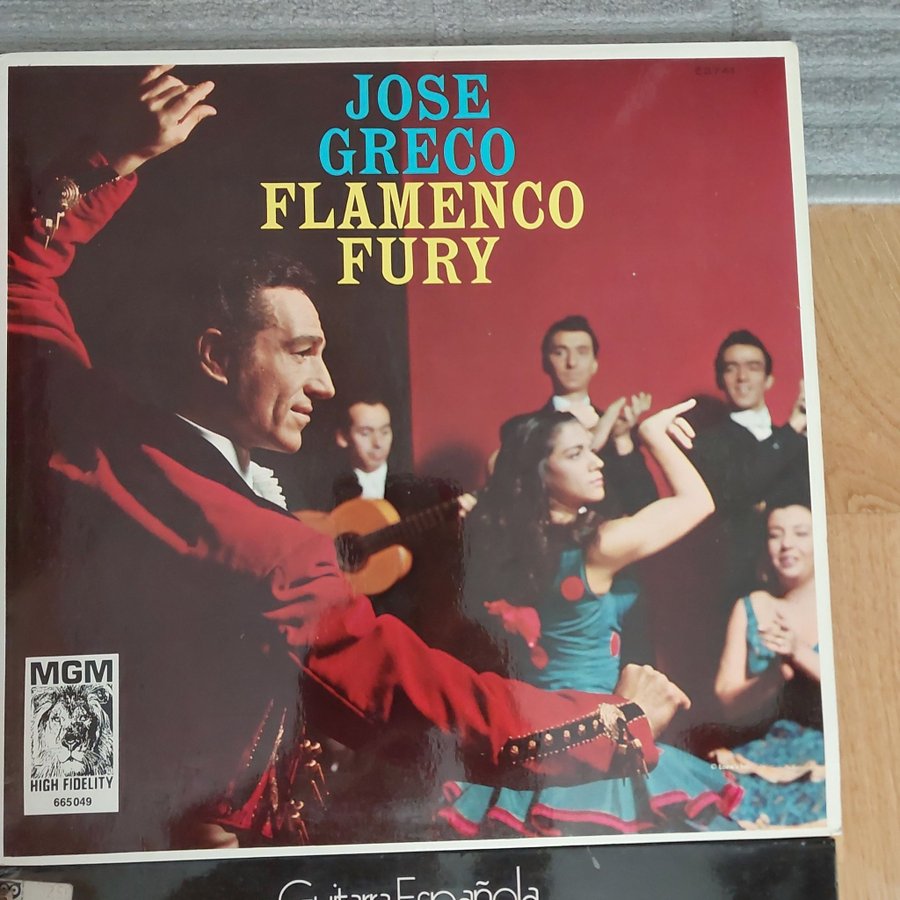 JOSE
GRECO
FLAMENCO
FURY
MGM
HIGH FIDELITY
665049
Guitarra Española